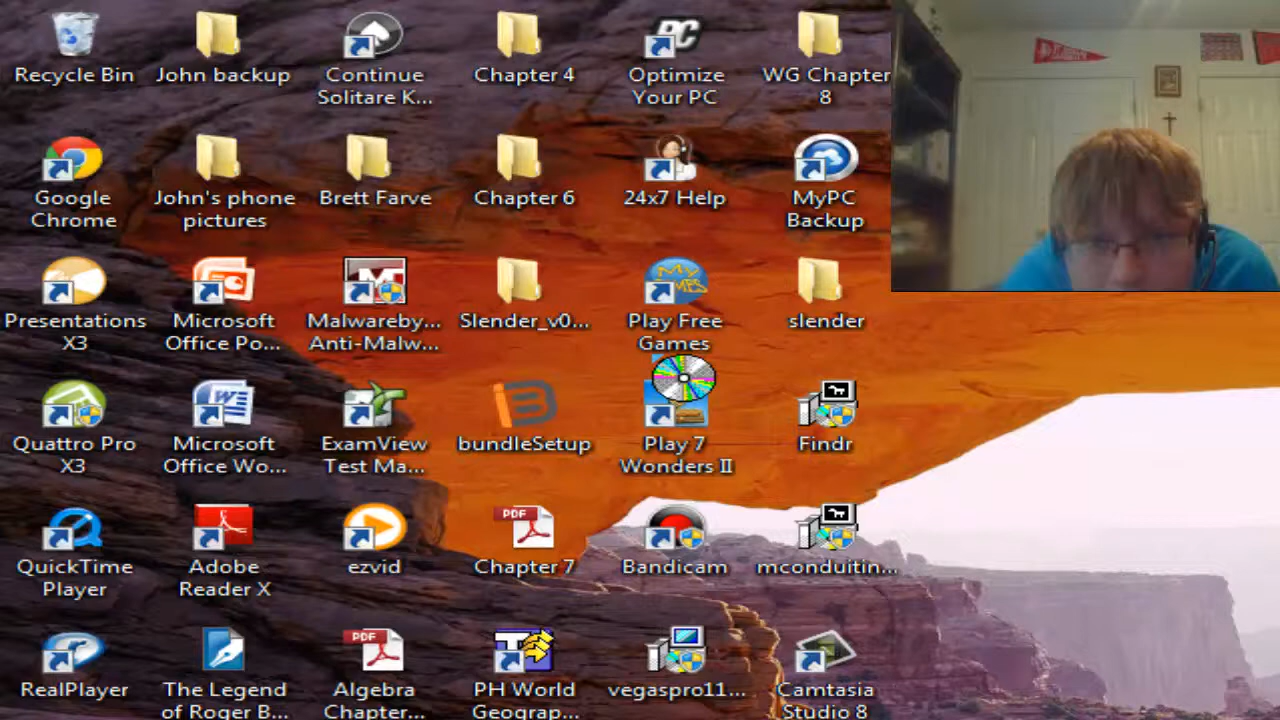 Recycle Bin
John backup
Continue
Solitare K...
Chapter 4
PC
Optimize
Your PC
WG Chapter
8
Google
Chrome
John's phone
pictures
Brett Farve
Chapter 6
24x7 Help
MyPC
Backup
Presentations
X3
Microsoft
Office Po...
Malwareby...
Anti-Malw...
Slender_v0...
MY
Play Free
Games
slender
Quattro Pro
X3
Microsoft
Office Wo...
ExamView
Test Ma...
bundleSetup
Play 7
Wonders II
Findr
QuickTime
Player
Adobe
Reader X
ezvid
PDF
Chapter 7
Bandicam
mconduitin...
RealPlayer
The Legend
of Roger B...
PDF
Algebra
Chapter...
PH World
Geograp...
vegaspro11...
Camtasia
Studio 8